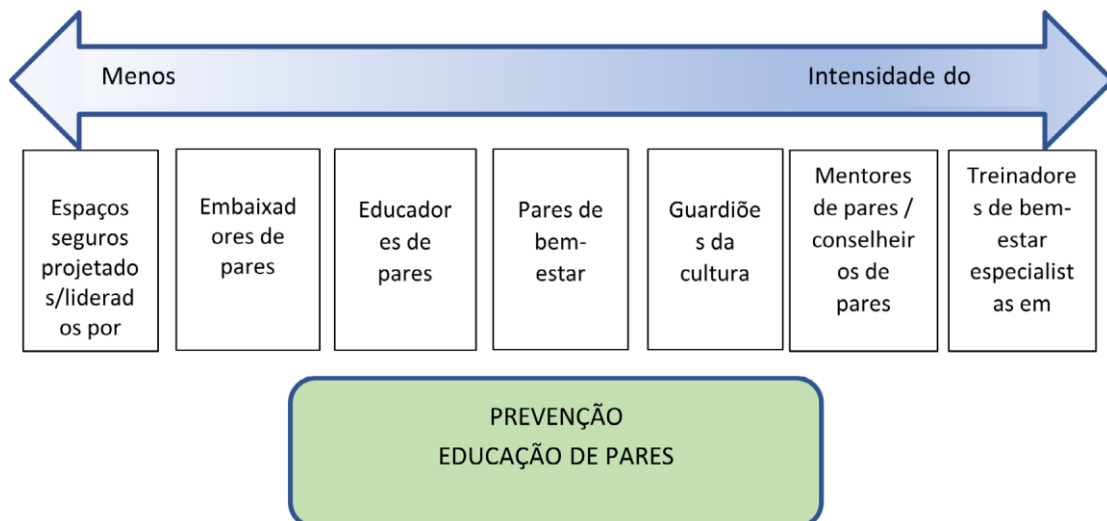 Menos
Intensidade do
Espaços
seguros
projetado
s/liderad
os por
Embaixad
ores de
pares
Educador
es de
pares
Pares de
bem-
estar
Guardiõe
s da
cultura
Mentores
de pares /
conselheir
os de
pares
Treinadore
s de bem-
estar
especialist
as em
PREVENÇÃO
EDUCAÇÃO DE PARES